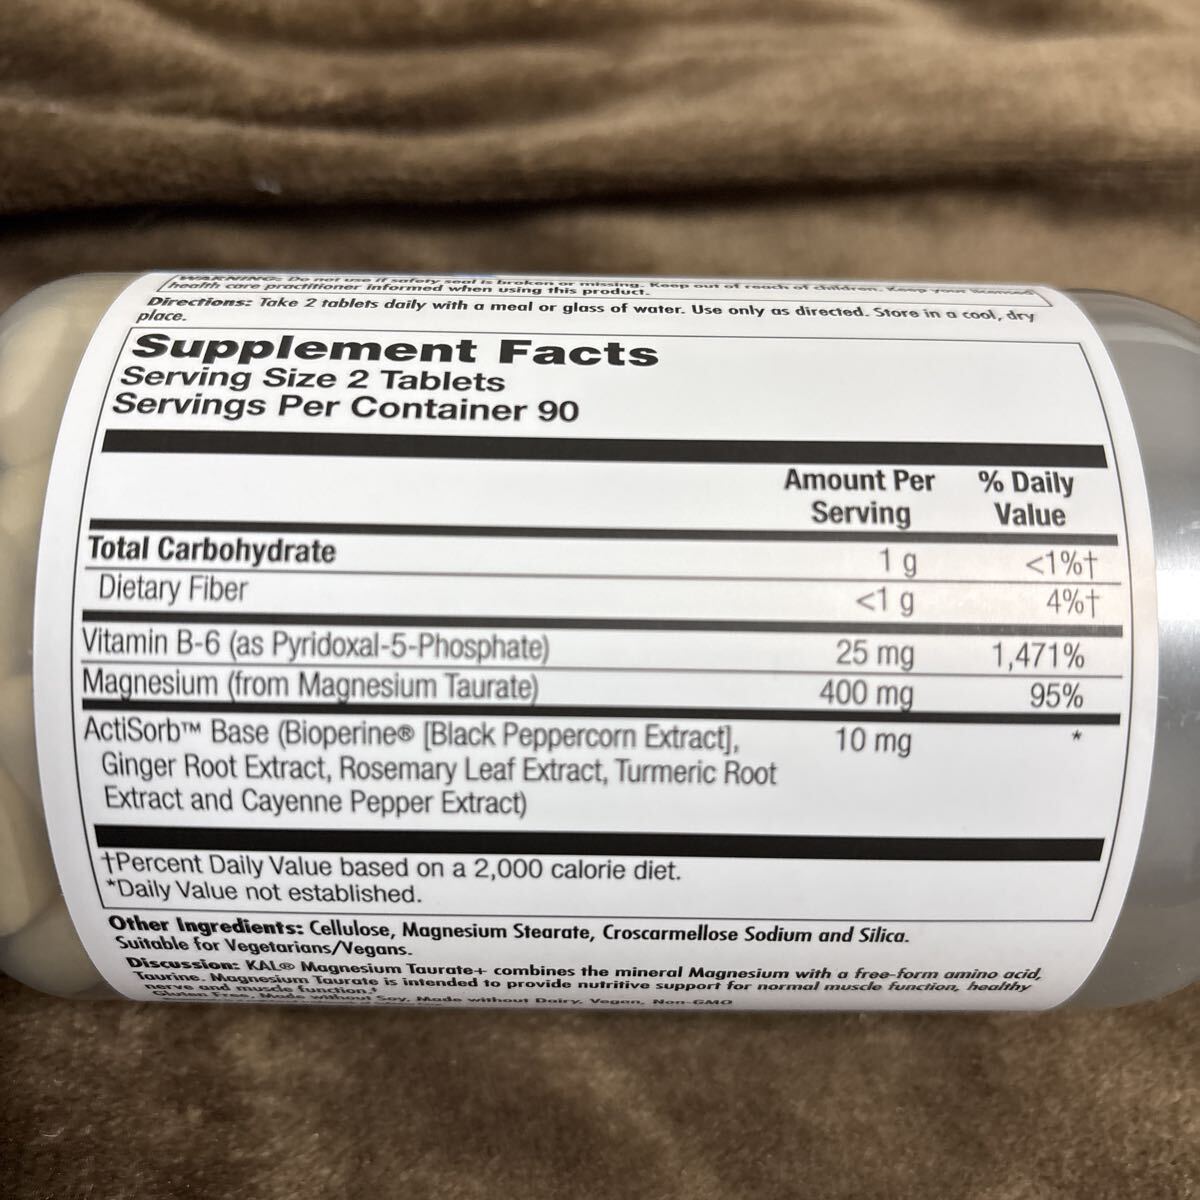 WARNING: Do not use if safety seal is broken or missing. Keep out of reach of children. Keep your licensed
health care practitioner informed when using this product.
Directions: Take 2 tablets daily with a meal or glass of water. Use only as directed. Store in a cool, dry
place.
Supplement Facts
Serving Size 2 Tablets
Servings Per Container 90
Amount Per Serving
% Daily Value
Total Carbohydrate 1 g <1%†
Dietary Fiber <1 g 4%†
Vitamin B-6 (as Pyridoxal-5-Phosphate) 25 mg 1,471%
Magnesium (from Magnesium Taurate) 400 mg 95%
ActiSorb™ Base (Bioperine® [Black Peppercorn Extract], 10 mg *
Ginger Root Extract, Rosemary Leaf Extract, Turmeric Root
Extract and Cayenne Pepper Extract)
†Percent Daily Value based on a 2,000 calorie diet.
*Daily Value not established.
Other Ingredients: Cellulose, Magnesium Stearate, Croscarmellose Sodium and Silica.
Suitable for Vegetarians/Vegans.
Discussion: KAL® Magnesium Taurate+ combines the mineral Magnesium with a free-form amino acid,
Taurine. Magnesium Taurate is intended to provide nutritive support for normal muscle function, healthy
nerve and muscle function.‡
Gluten Free. Made without Soy. Made without Dairy. Vegan. Non-GMO